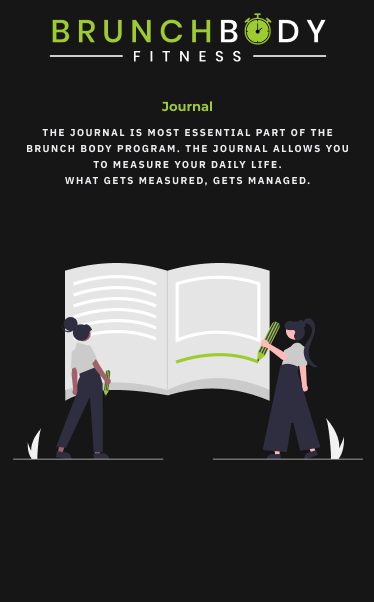 BRUNCHBODY
FITNESS
Journal
THE JOURNAL IS MOST ESSENTIAL PART OF THE
BRUNCH BODY PROGRAM. THE JOURNAL ALLOWS YOU
TO MEASURE YOUR DAILY LIFE.
WHAT GETS MEASURED, GETS MANAGED.